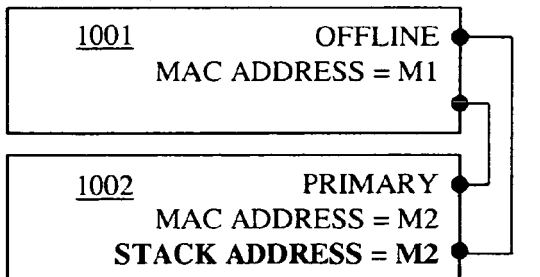 1001 OFFLINE
MAC ADDRESS = M1
1002 PRIMARY
MAC ADDRESS = M2
STACK ADDRESS = M2